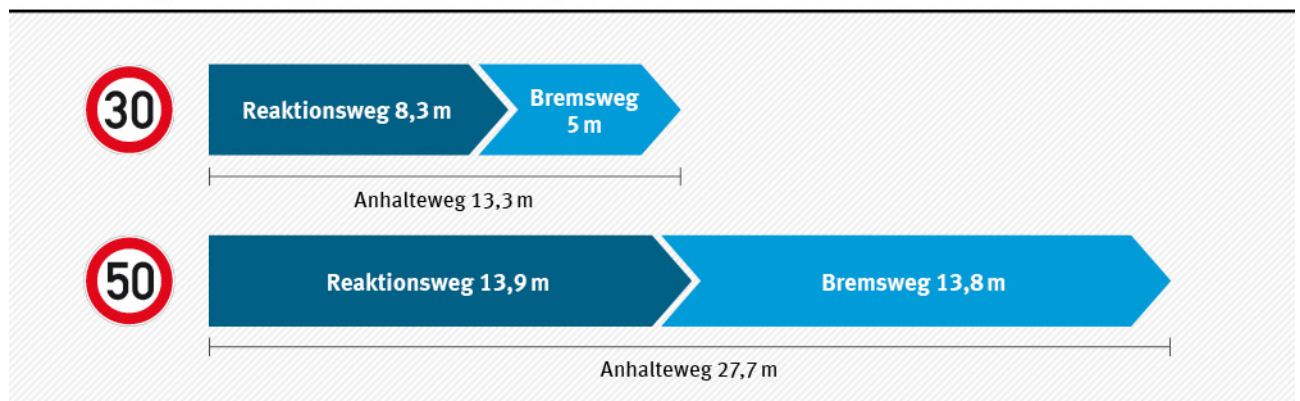 30
Reaktionsweg 8,3 m
Bremsweg
5 m
Anhalteweg 13,3 m
50
Reaktionsweg 13,9 m
Bremsweg 13,8 m
Anhalteweg 27,7 m